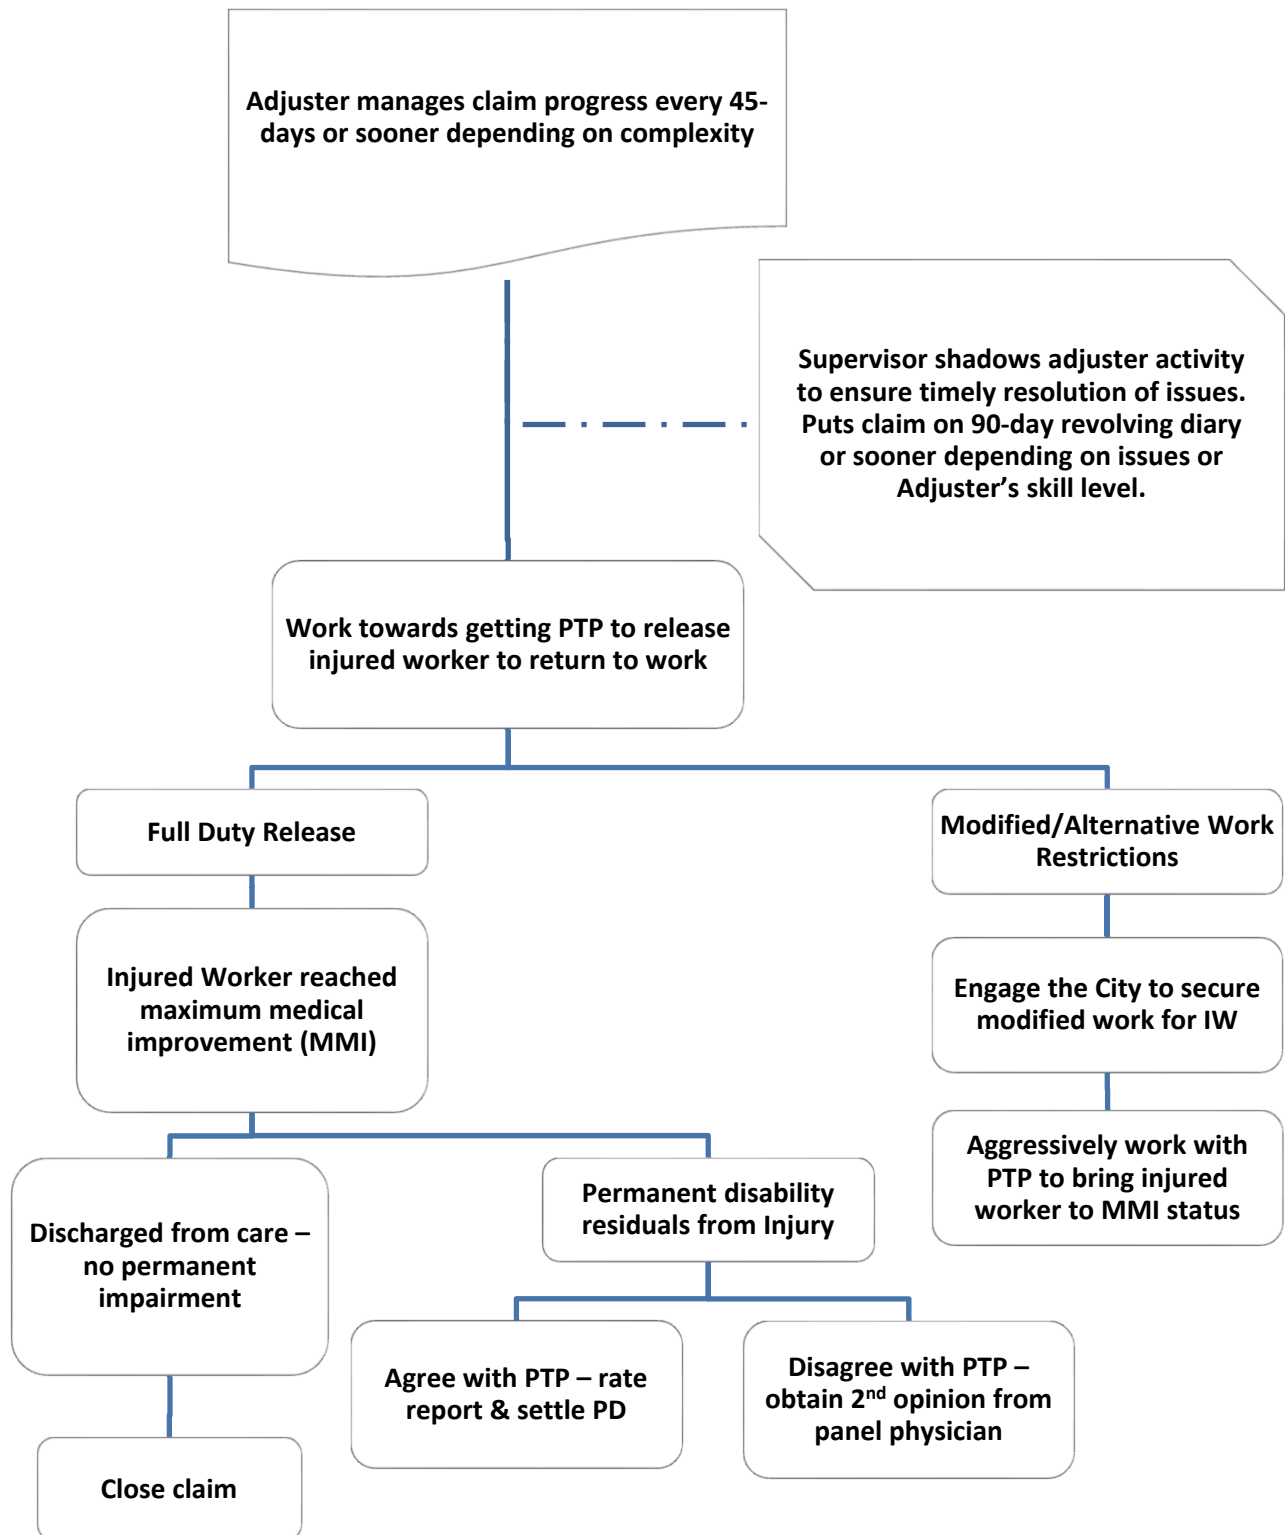 Adjuster manages claim progress every 45-
days or sooner depending on complexity
Supervisor shadows adjuster activity
to ensure timely resolution of issues.
Puts claim on 90-day revolving diary
or sooner depending on issues or
Adjuster’s skill level.
Work towards getting PTP to release
injured worker to return to work
Full Duty Release
Modified/Alternative Work
Restrictions
Injured Worker reached
maximum medical
improvement (MMI)
Engage the City to secure
modified work for IW
Aggressively work with
PTP to bring injured
worker to MMI status
Discharged from care –
no permanent
impairment
Permanent disability
residuals from Injury
Agree with PTP – rate
report & settle PD
Disagree with PTP –
obtain 2nd opinion from
panel physician
Close claim